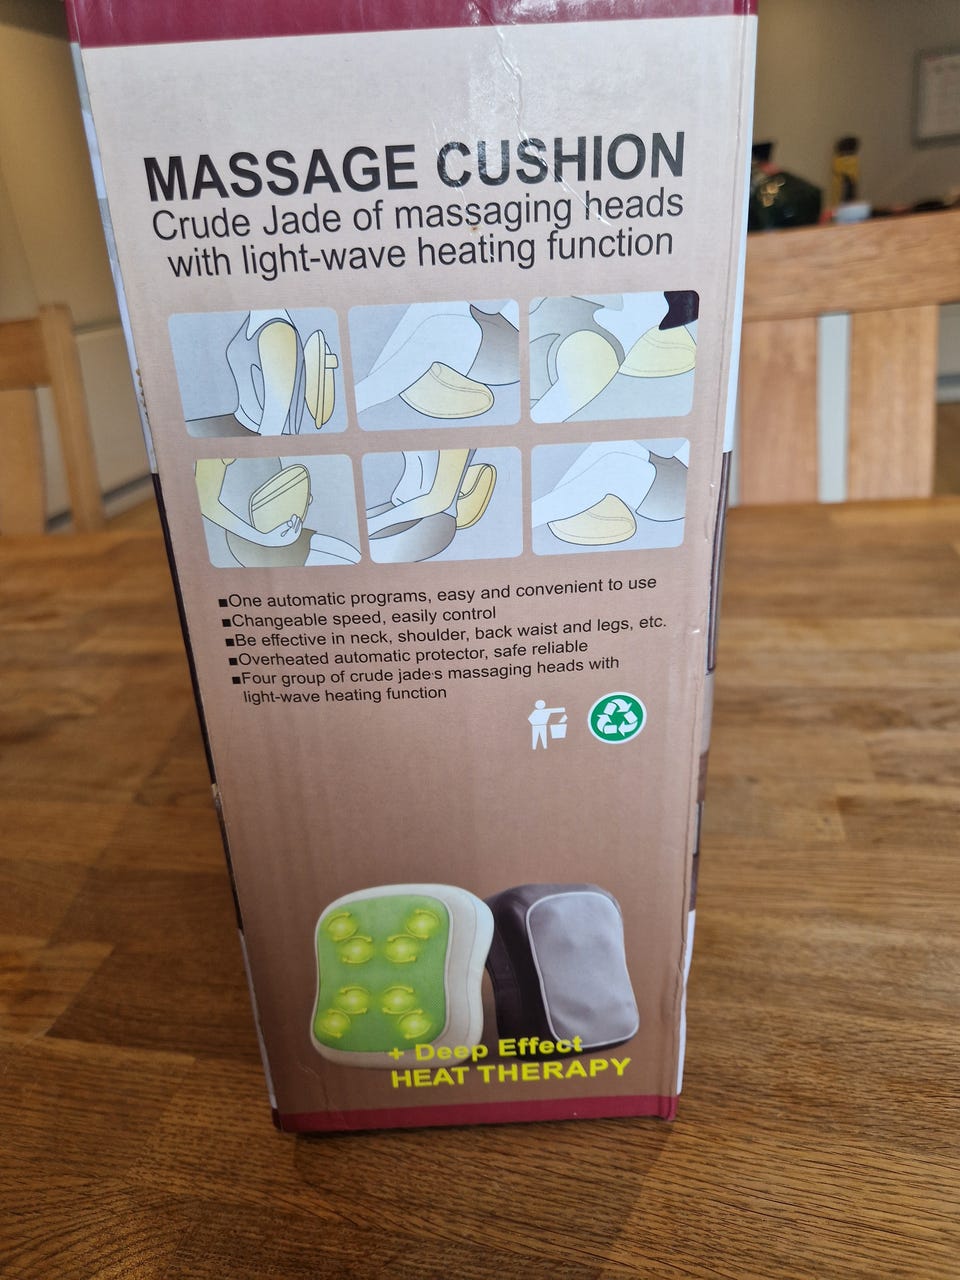 MASSAGE CUSHION
Crude Jade of massaging heads
with light-wave heating function
■One automatic programs, easy and convenient to use
■Changeable speed, easily control
■Be effective in neck, shoulder, back waist and legs, etc.
■Overheated automatic protector, safe reliable
■Four group of crude jade's massaging heads with
light-wave heating function
+ Deep Effect
HEAT THERAPY